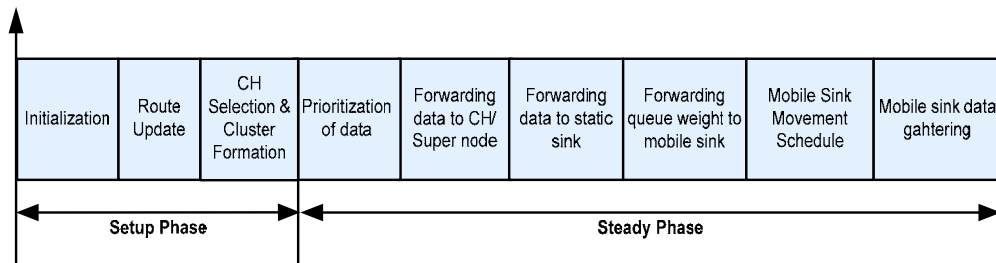 Initialization
Route
Update
CH
Selection &
Cluster
Formation
Prioritization
of data
Forwarding
data to CH/
Super node
Forwarding
data to static
sink
Forwarding
queue weight to
mobile sink
Mobile Sink
Movement
Schedule
Mobile sink data
gahtering
Setup Phase
Steady Phase